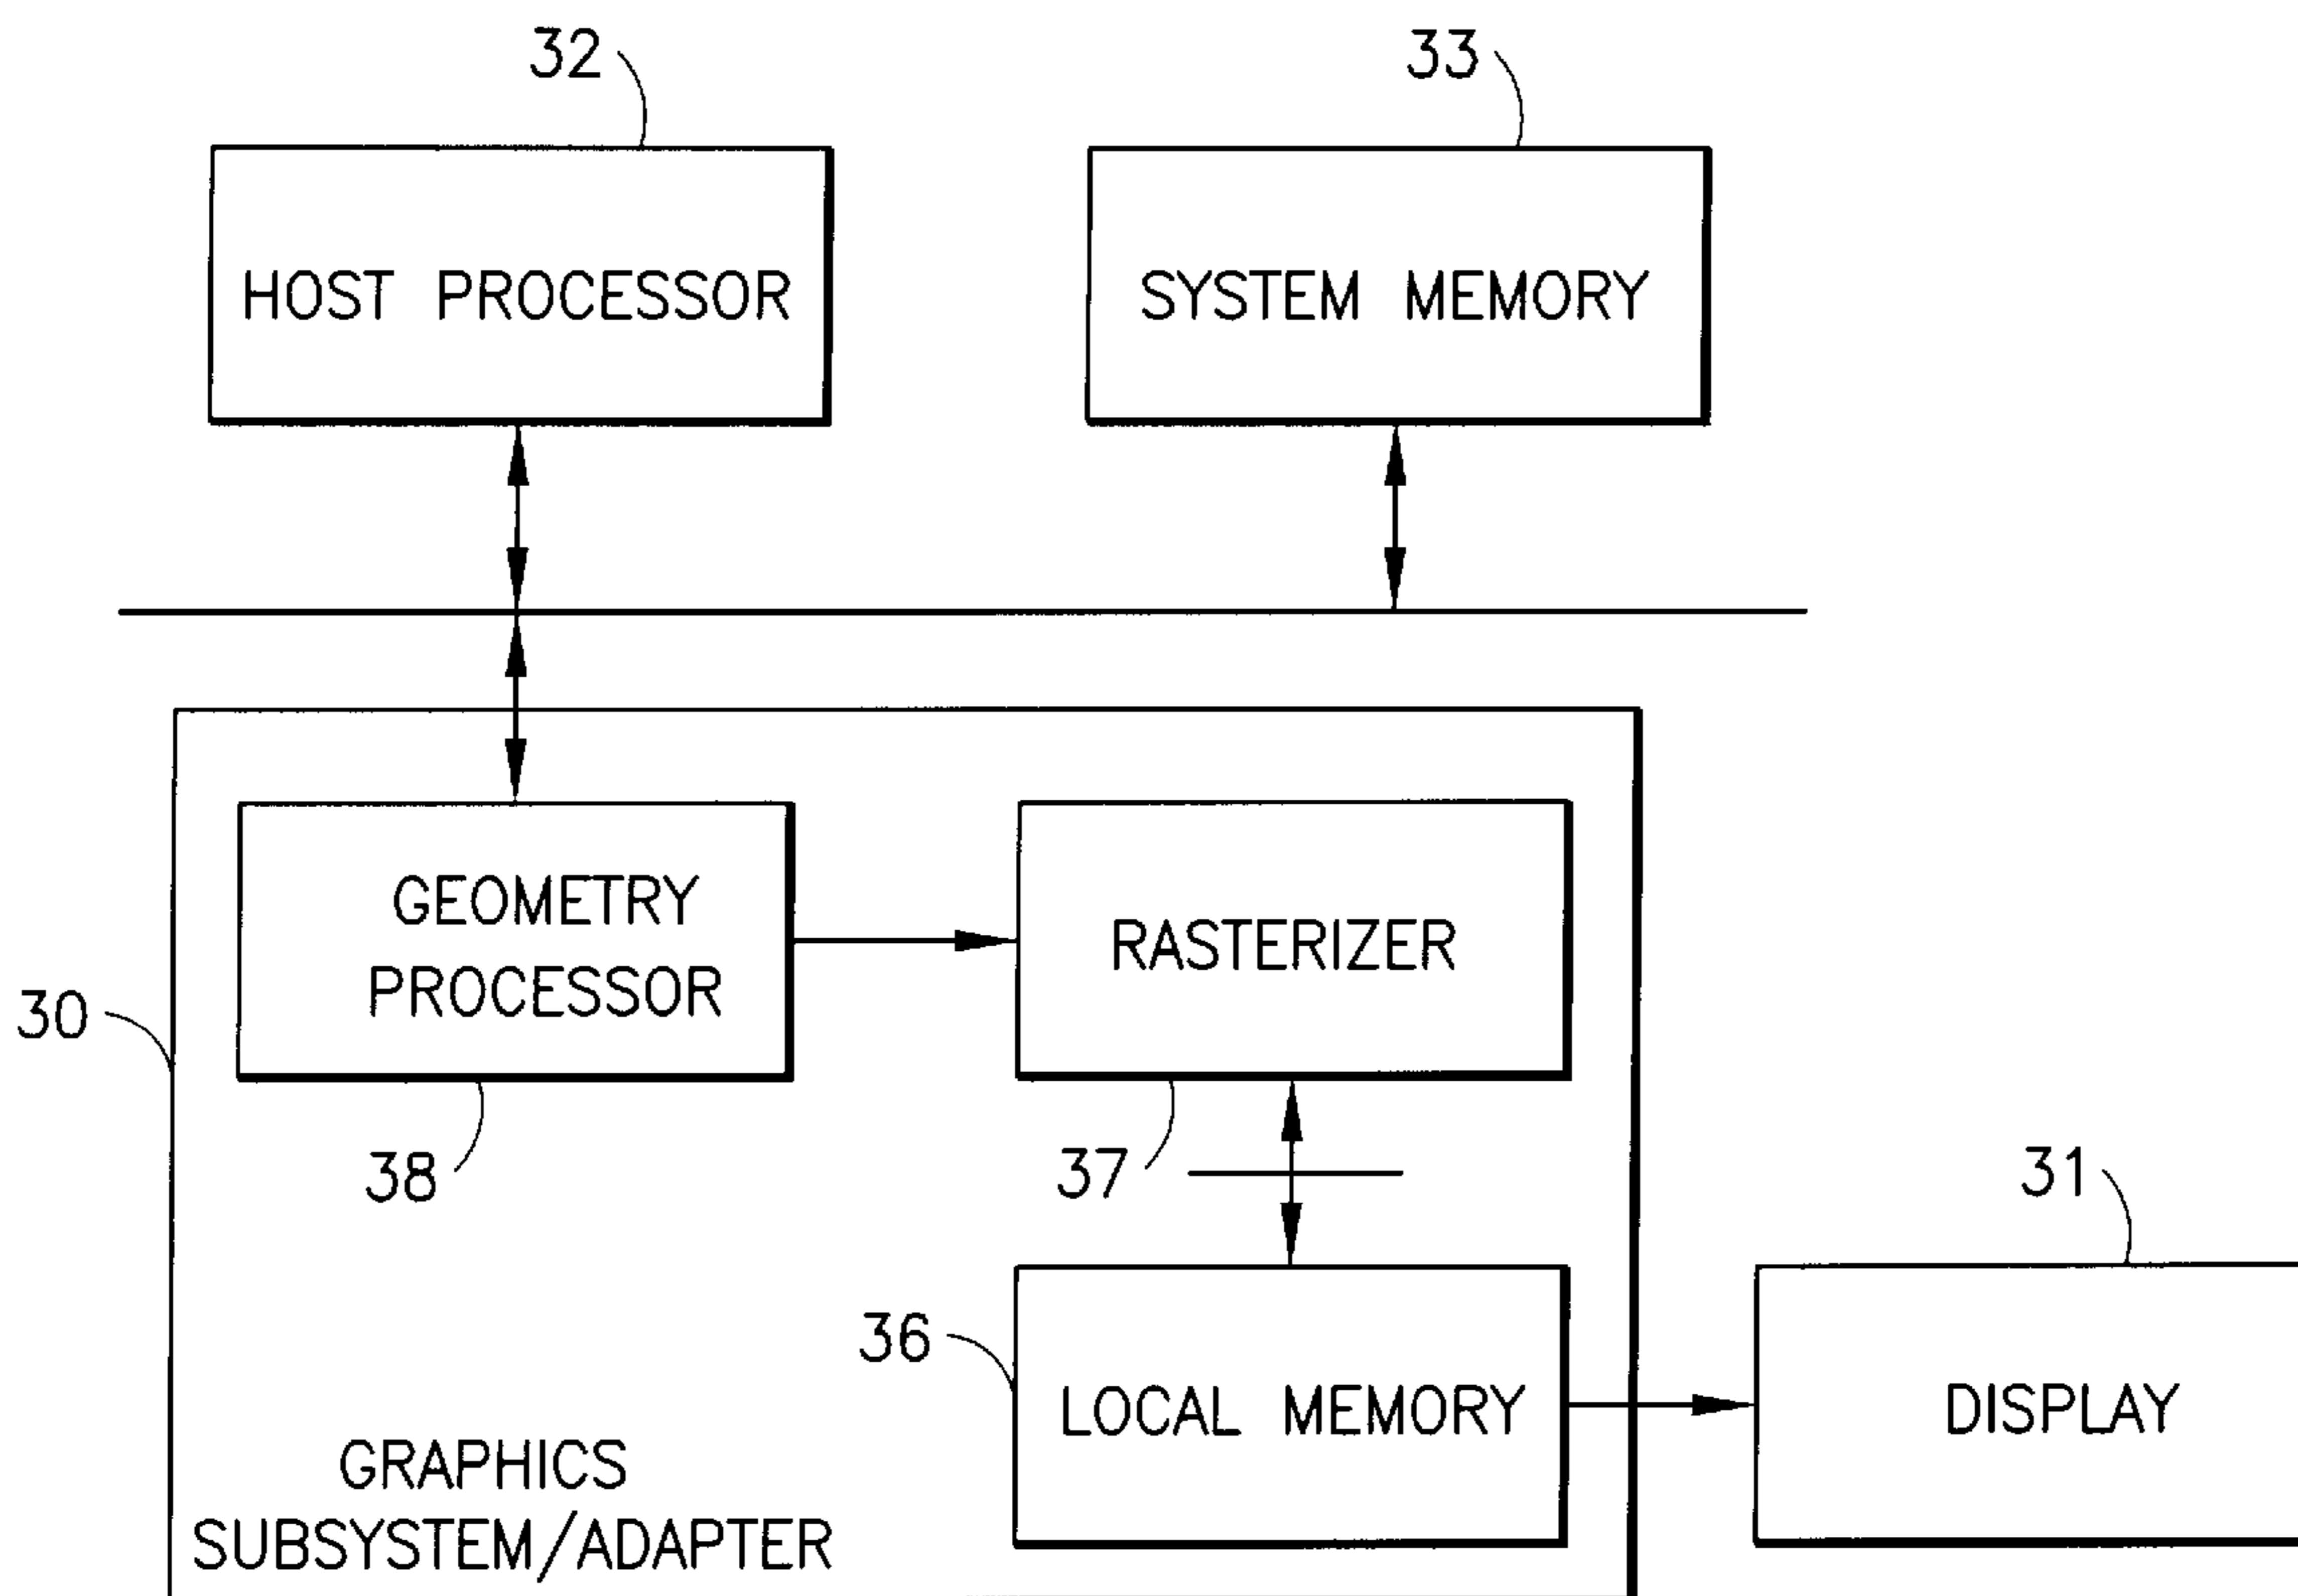 32
33
HOST PROCESSOR
SYSTEM MEMORY
GEOMETRY
PROCESSOR
RASTERIZER
30
38
37
31
36
LOCAL MEMORY
DISPLAY
GRAPHICS
SUBSYSTEM/ADAPTER